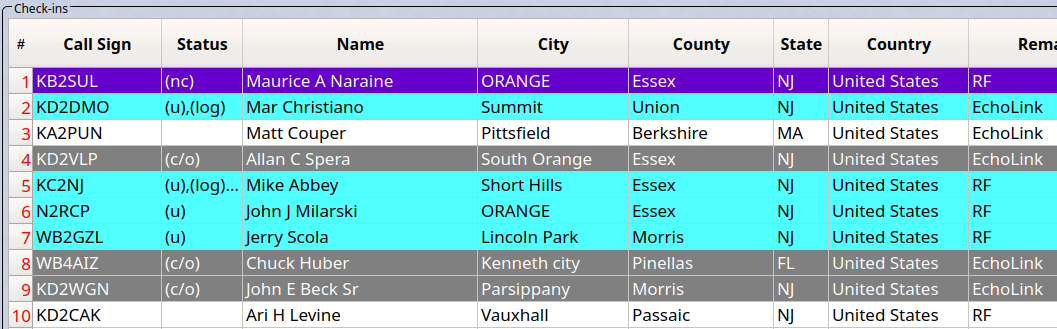 Check-ins
# Call Sign Status Name City County State Country Rema
1 KB2SUL (nc) Maurice A Naraine ORANGE Essex NJ United States RF
2 KD2DMO (u),(log) Mar Christiano Summit Union NJ United States EchoLink
3 KA2PUN Matt Couper Pittsfield Berkshire MA United States EchoLink
4 KD2VLP (c/o) Allan C Spera South Orange Essex NJ United States EchoLink
5 KC2NJ (u),(log)... Mike Abbey Short Hills Essex NJ United States RF
6 N2RCP (u) John J Milarski ORANGE Essex NJ United States RF
7 WB2GZL (u) Jerry Scola Lincoln Park Morris NJ United States RF
8 WB4AIZ (c/o) Chuck Huber Kenneth city Pinellas FL United States EchoLink
9 KD2WGN (c/o) John E Beck Sr Parsippany Morris NJ United States EchoLink
10 KD2CAK Ari H Levine Vauxhall Passaic NJ United States RF